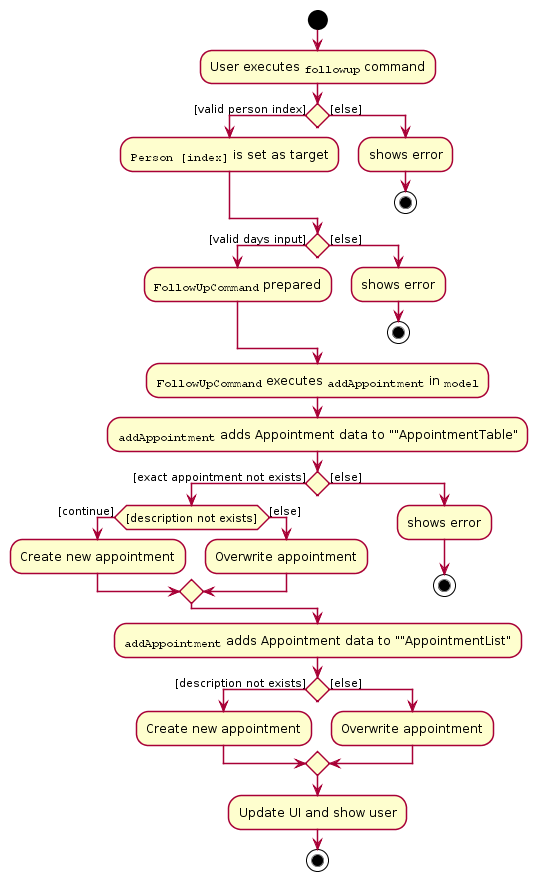 User executes followup command
[valid person index]
[else]
Person [index] is set as target
shows error
[valid days input]
[else]
FollowUpCommand prepared
shows error
FollowUpCommand executes addAppointment in model
addAppointment adds Appointment data to ""AppointmentTable"
[exact appointment not exists]
[else]
[continue]
[description not exists]
[else]
shows error
Create new appointment
Overwrite appointment
addAppointment adds Appointment data to ""AppointmentList"
[description not exists]
[else]
Create new appointment
Overwrite appointment
Update UI and show user